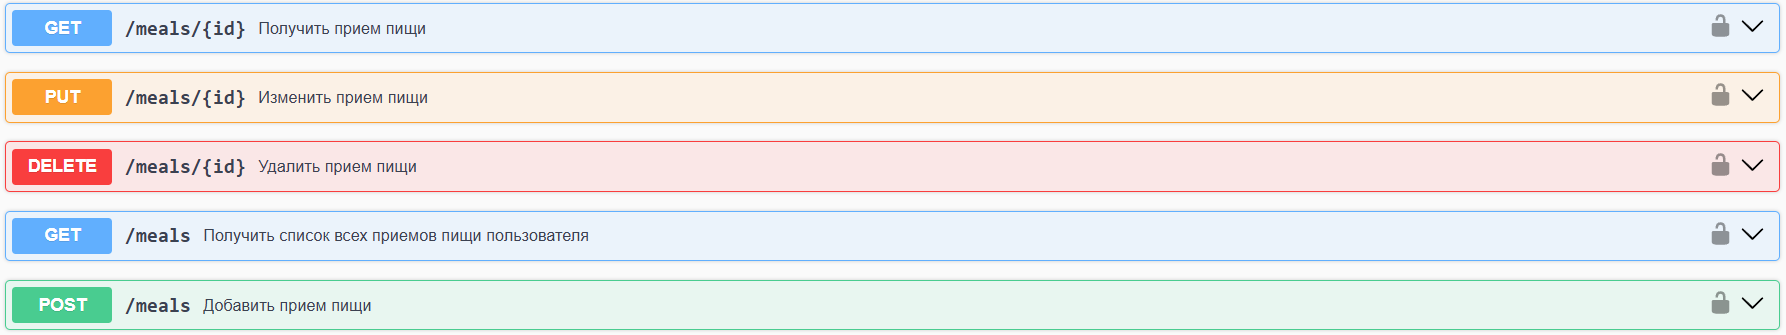 GET /meals/{id} Получить прием пищи
PUT /meals/{id} Изменить прием пищи
DELETE /meals/{id} Удалить прием пищи
GET /meals Получить список всех приемов пищи пользователя
POST /meals Добавить прием пищи